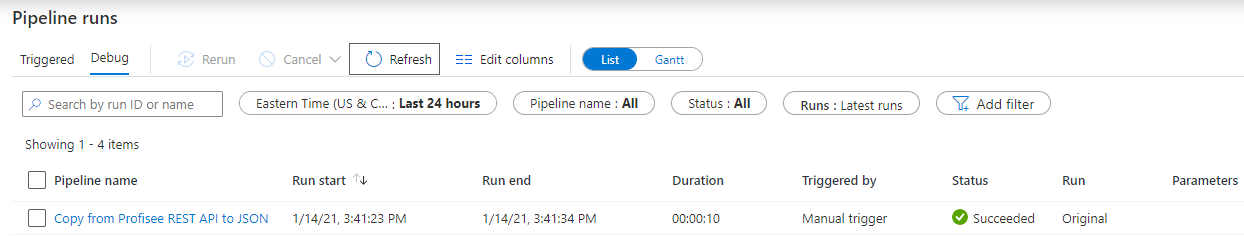 Pipeline runs
Triggered Debug Rerun Cancel Refresh Edit columns List Gantt
Search by run ID or name Eastern Time (US & C... : Last 24 hours Pipeline name : All Status : All Runs : Latest runs Add filter
Showing 1 - 4 items
Pipeline name Run start Run end Duration Triggered by Status Run Parameters
Copy from Profisee REST API to JSON 1/14/21, 3:41:23 PM 1/14/21, 3:41:34 PM 00:00:10 Manual trigger Succeeded Original